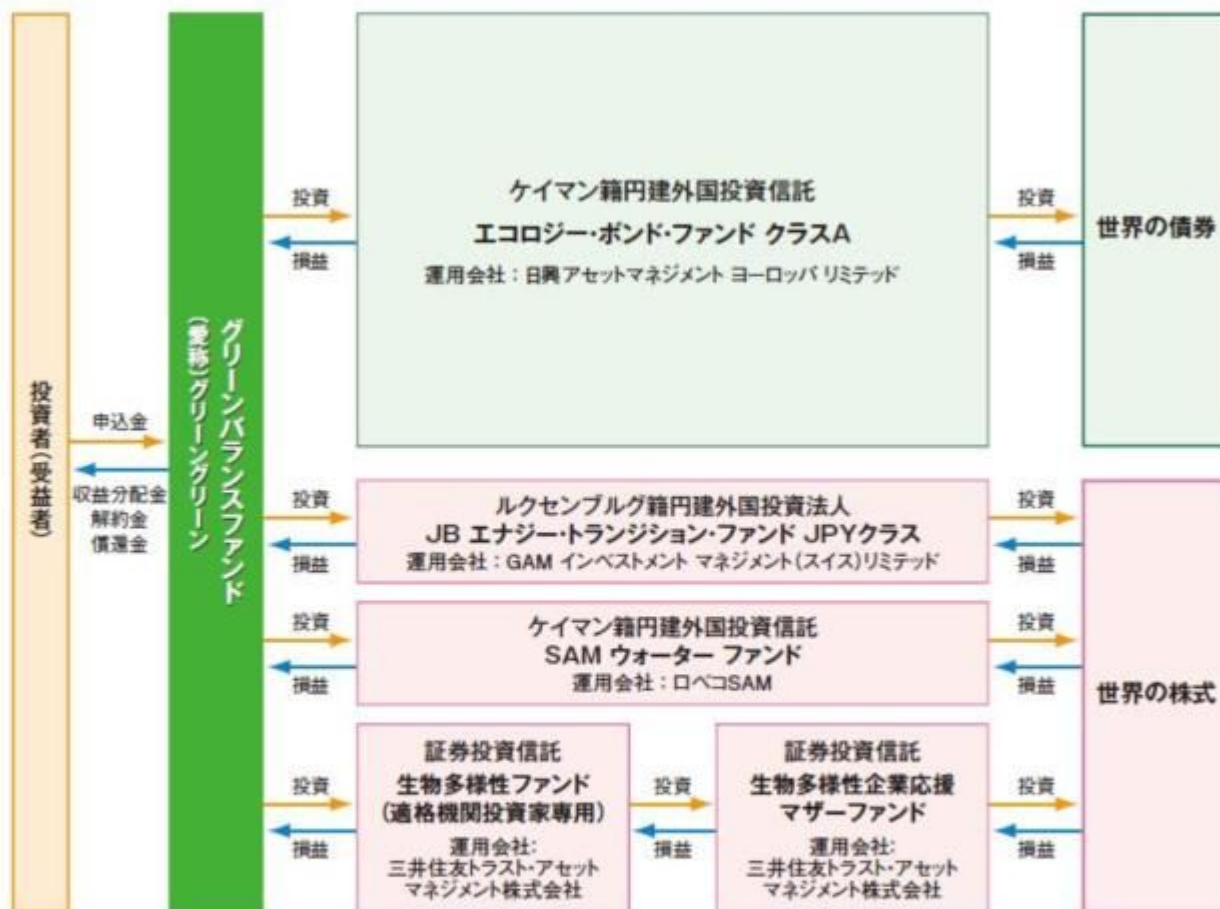 投資者(受益者)
申込金
収益分配金
解約金
償還金
グリーンバランスファンド
(愛称)グリーングリーン
投資
損益
ケイマン籍円建外国投資信託
エコロジー・ボンド・ファンド クラスA
運用会社：日興アセットマネジメント ヨーロッパ リミテッド
投資
損益
世界の債券
投資
損益
ルクセンブルグ籍円建外国投資法人
JB エナジー・トランジション・ファンド JPYクラス
運用会社：GAM インベストメント マネジメント(スイス)リミテッド
投資
損益
投資
損益
ケイマン籍円建外国投資信託
SAM ウォーター ファンド
運用会社：ロベコSAM
投資
損益
世界の株式
投資
損益
証券投資信託
生物多様性ファンド
(適格機関投資家専用)
運用会社:
三井住友トラスト・アセット
マネジメント株式会社
投資
損益
証券投資信託
生物多様性企業応援
マザーファンド
運用会社:
三井住友トラスト・アセット
マネジメント株式会社
投資
損益